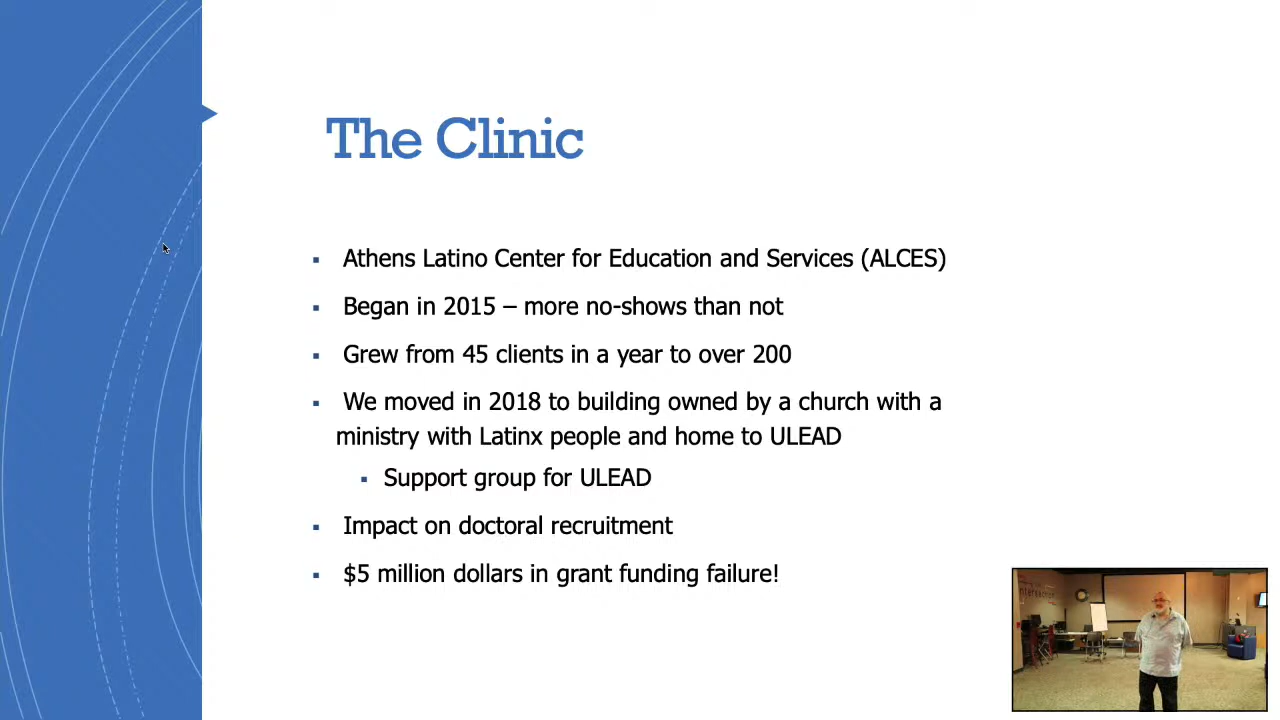 The Clinic
▪ Athens Latino Center for Education and Services (ALCES)
▪ Began in 2015 – more no-shows than not
▪ Grew from 45 clients in a year to over 200
▪ We moved in 2018 to building owned by a church with a
ministry with Latinx people and home to ULEAD
▪ Support group for ULEAD
▪ Impact on doctoral recruitment
▪ $5 million dollars in grant funding failure!